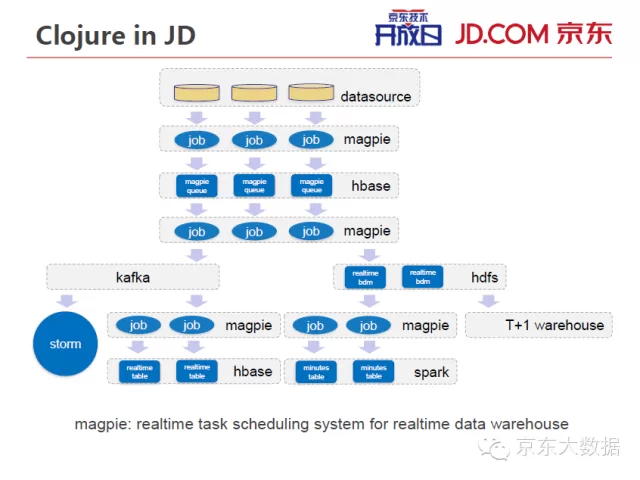 Clojure in JD
京东技术
开放日
JD.COM 京东
datasource
job job job magpie
magpie queue magpie queue magpie queue hbase
job job job magpie
kafka
realtime bdm realtime bdm hdfs
storm
job job magpie
job job magpie
T+1 warehouse
realtime table realtime table hbase
minutes table minutes table spark
magpie: realtime task scheduling system for realtime data warehouse
京东大数据